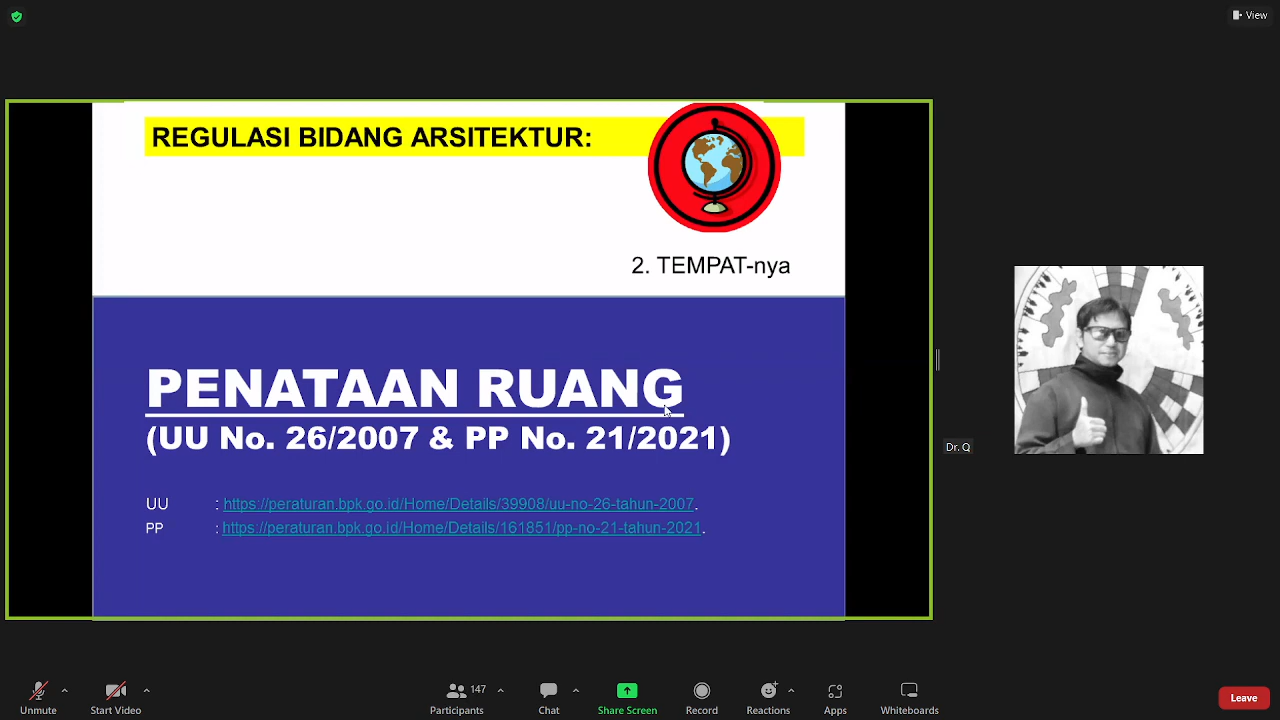 View
REGULASI BIDANG ARSITEKTUR:
2. TEMPAT-nya
PENATAAN RUANG
(UU No. 26/2007 & PP No. 21/2021)
UU : https://peraturan.bpk.go.id/Home/Details/39908/uu-no-26-tahun-2007.
PP : https://peraturan.bpk.go.id/Home/Details/161851/pp-no-21-tahun-2021.
Dr. Q
Unmute
Start Video
Participants 147
Chat
Share Screen
Record
Reactions
Apps
Whiteboards
Leave